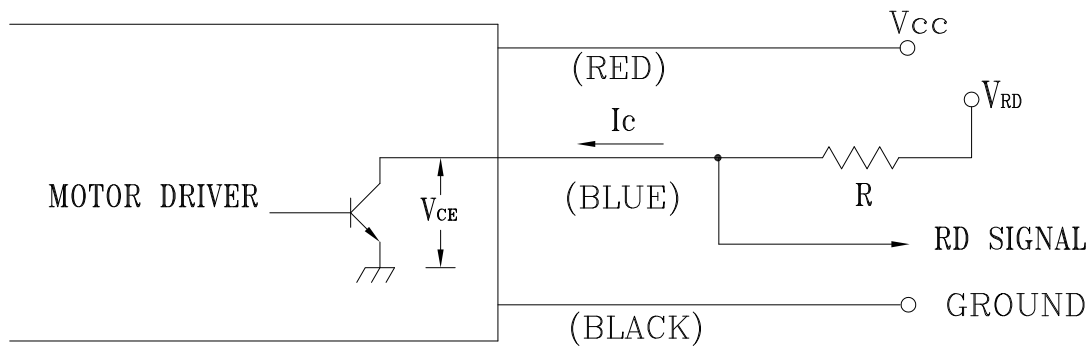 Vcc
(RED)
VRD
Ic
MOTOR DRIVER
VCE
(BLUE)
R
RD SIGNAL
GROUND
(BLACK)